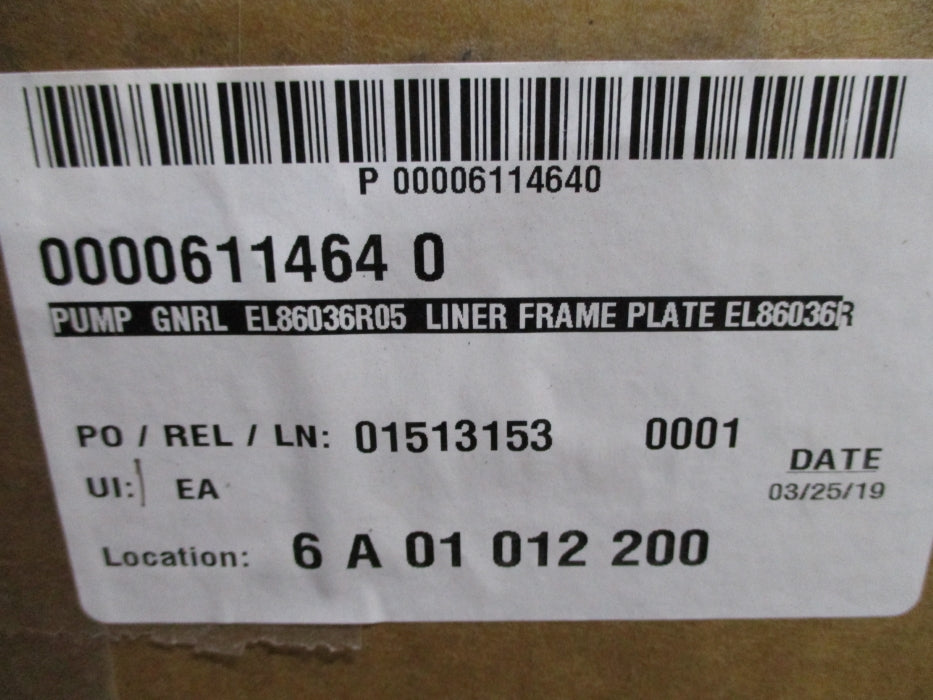 P 00006114640
0000611464 0
PUMP GNRL EL86036R05 LINER FRAME PLATE EL86036R
PO / REL / LN: 01513153 0001
DATE
UI: EA
03/25/19
Location: 6 A 01 012 200